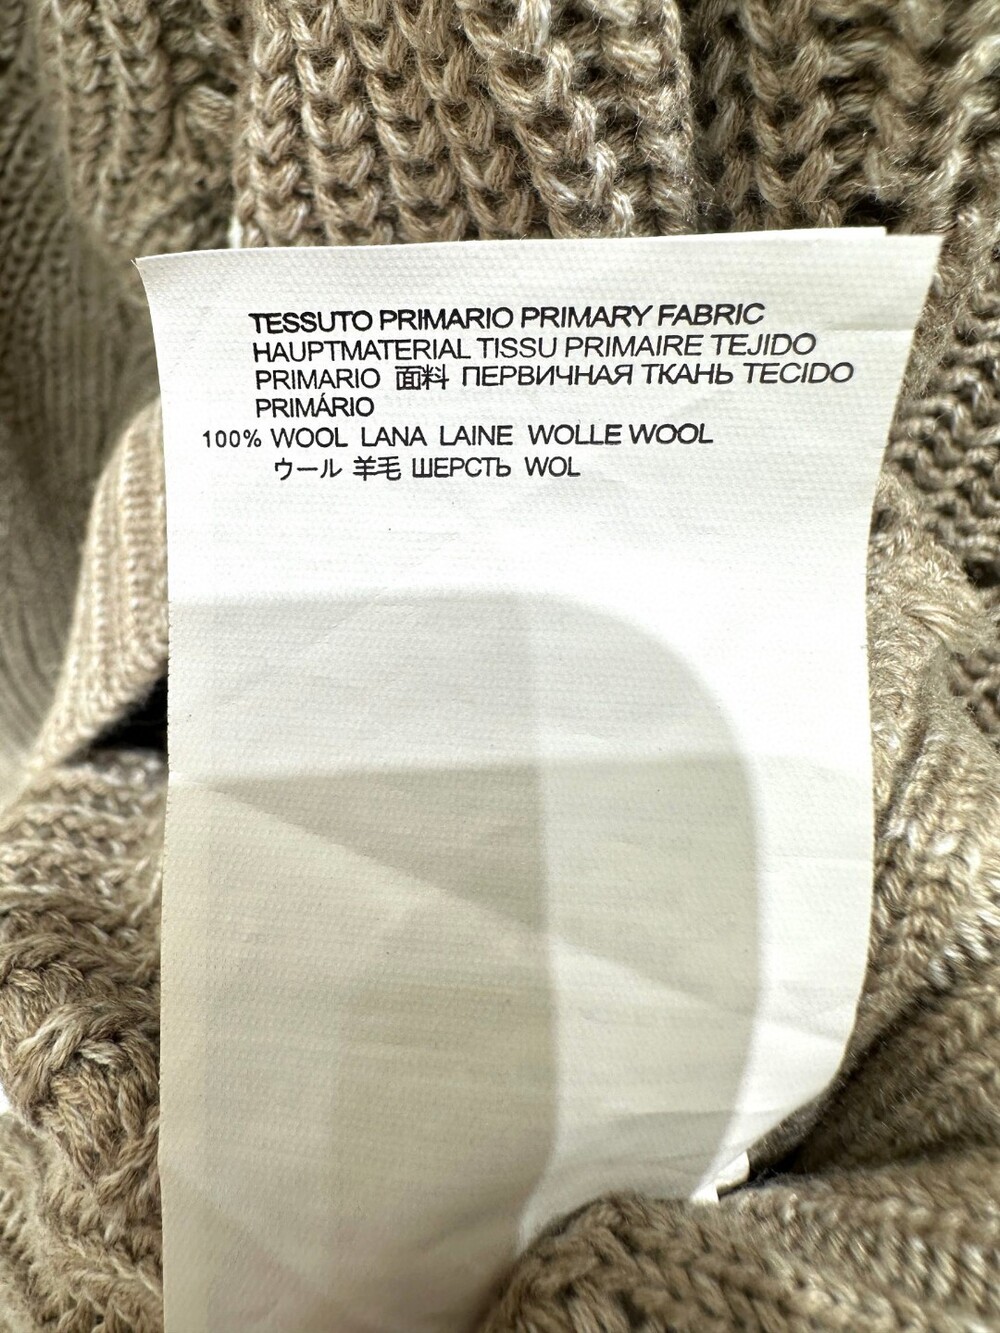 TESSUTO PRIMARIO PRIMARY FABRIC
HAUPTMATERIAL TISSU PRIMAIRE TEJIDO
PRIMARIO 面料 ПЕРВИЧНАЯ ТКАНЬ TECIDO
PRIMÁRIO
100% WOOL LANA LAINE WOLLE WOOL
ウール 羊毛 ШЕРСТЬ WOL